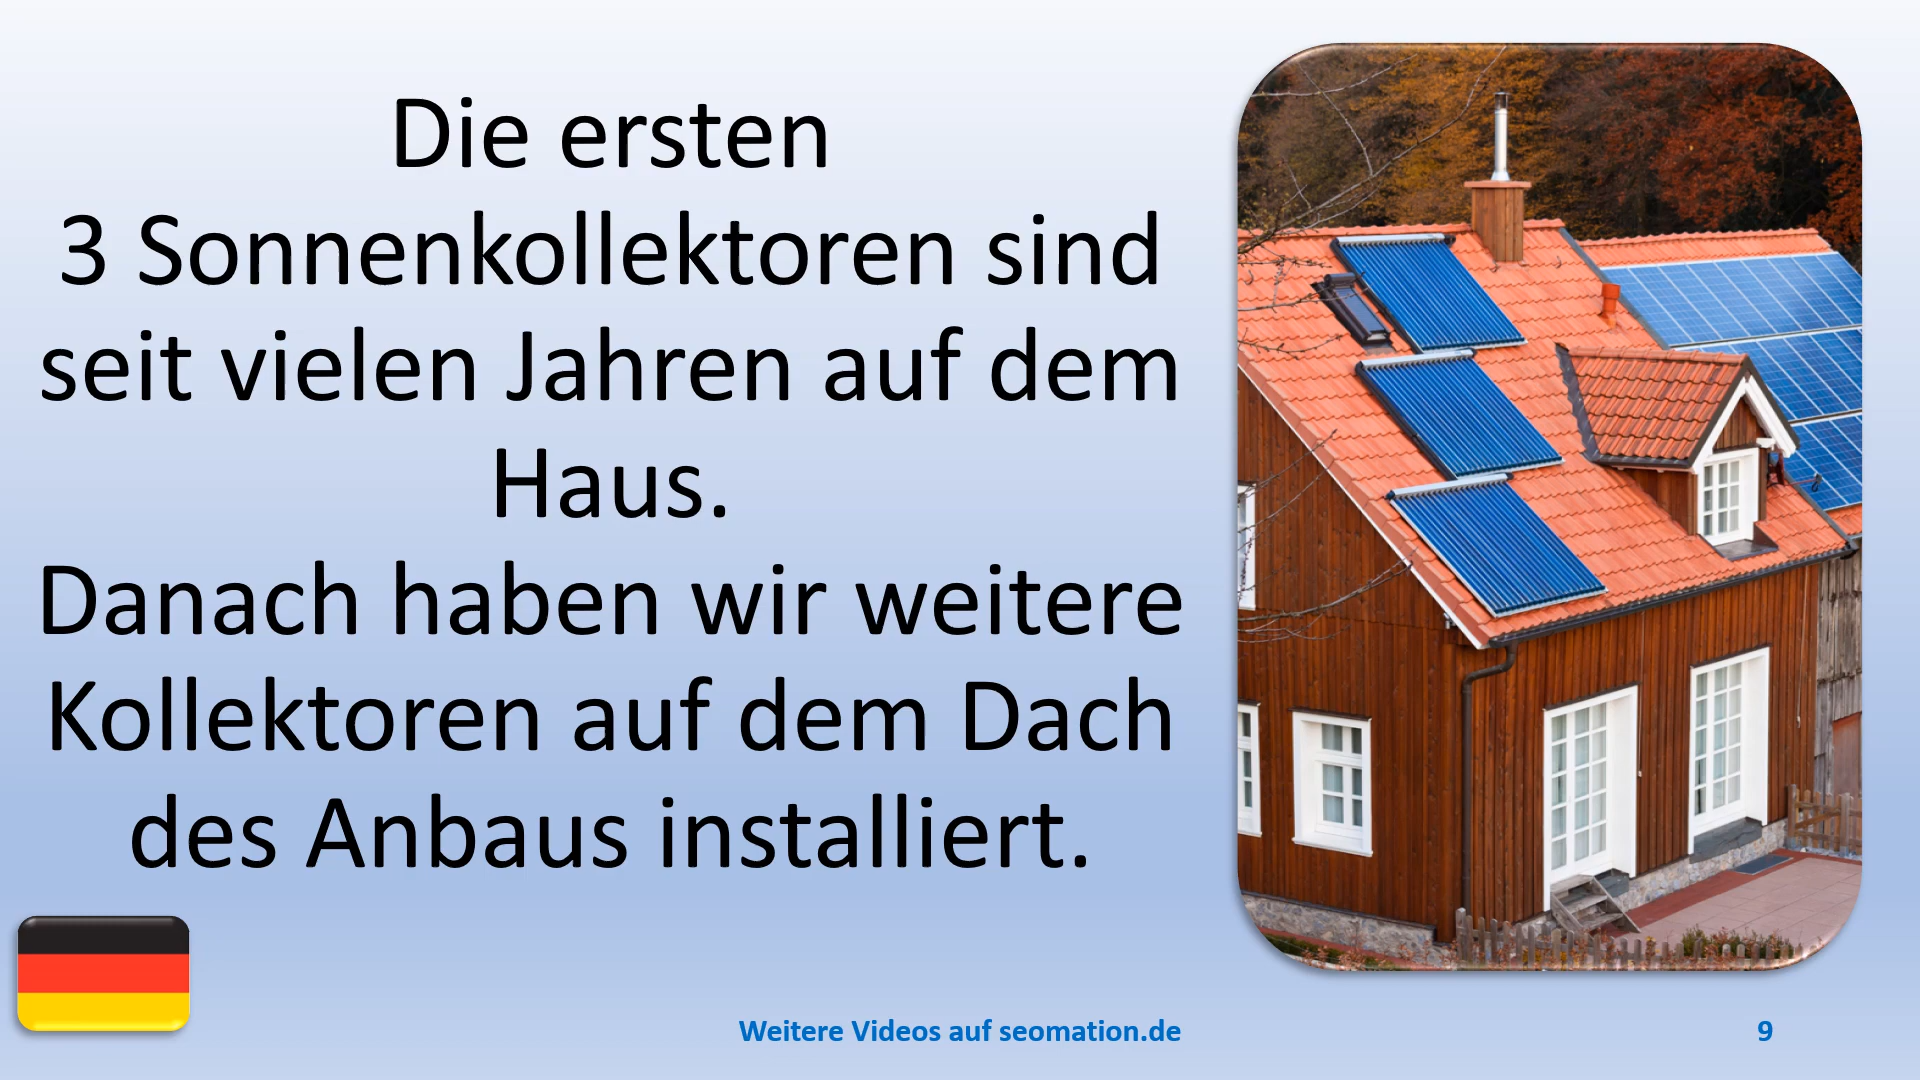 Die ersten
3 Sonnenkollektoren sind
seit vielen Jahren auf dem
Haus.
Danach haben wir weitere
Kollektoren auf dem Dach
des Anbaus installiert.
Weitere Videos auf seomation.de
9